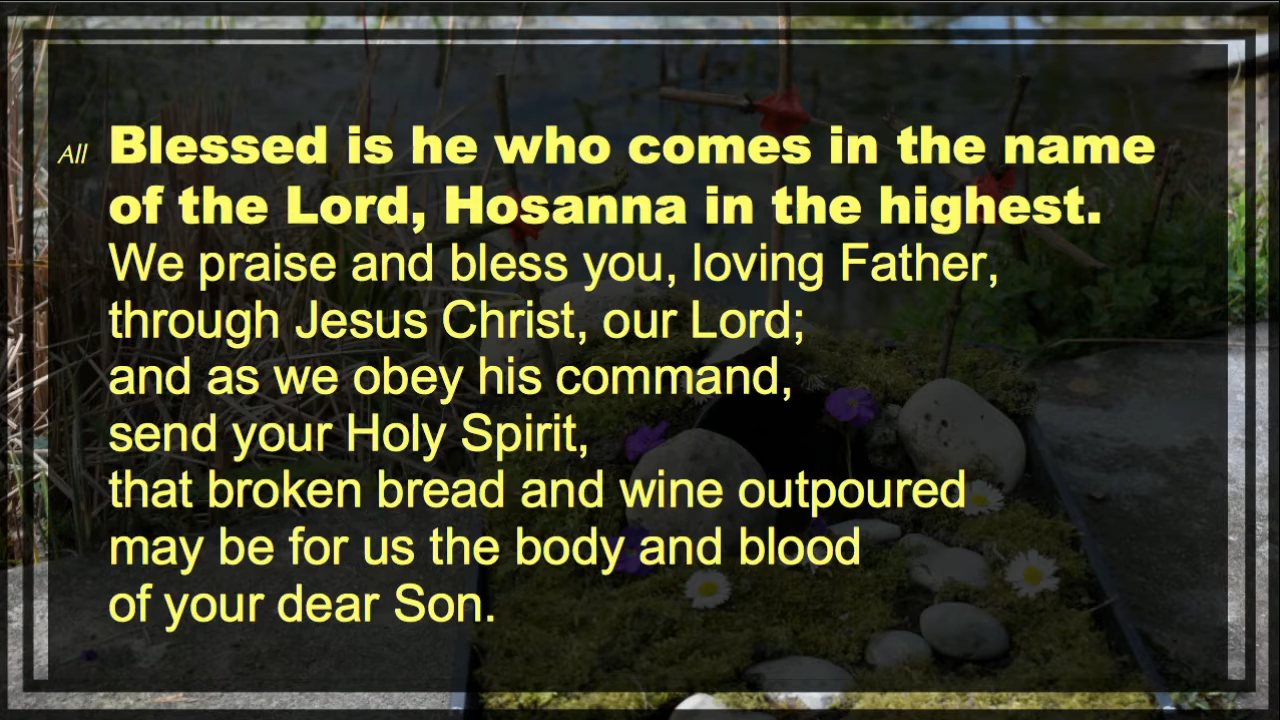 All Blessed is he who comes in the name
of the Lord, Hosanna in the highest.
We praise and bless you, loving Father,
through Jesus Christ, our Lord;
and as we obey his command,
send your Holy Spirit,
that broken bread and wine outpoured
may be for us the body and blood
of your dear Son.